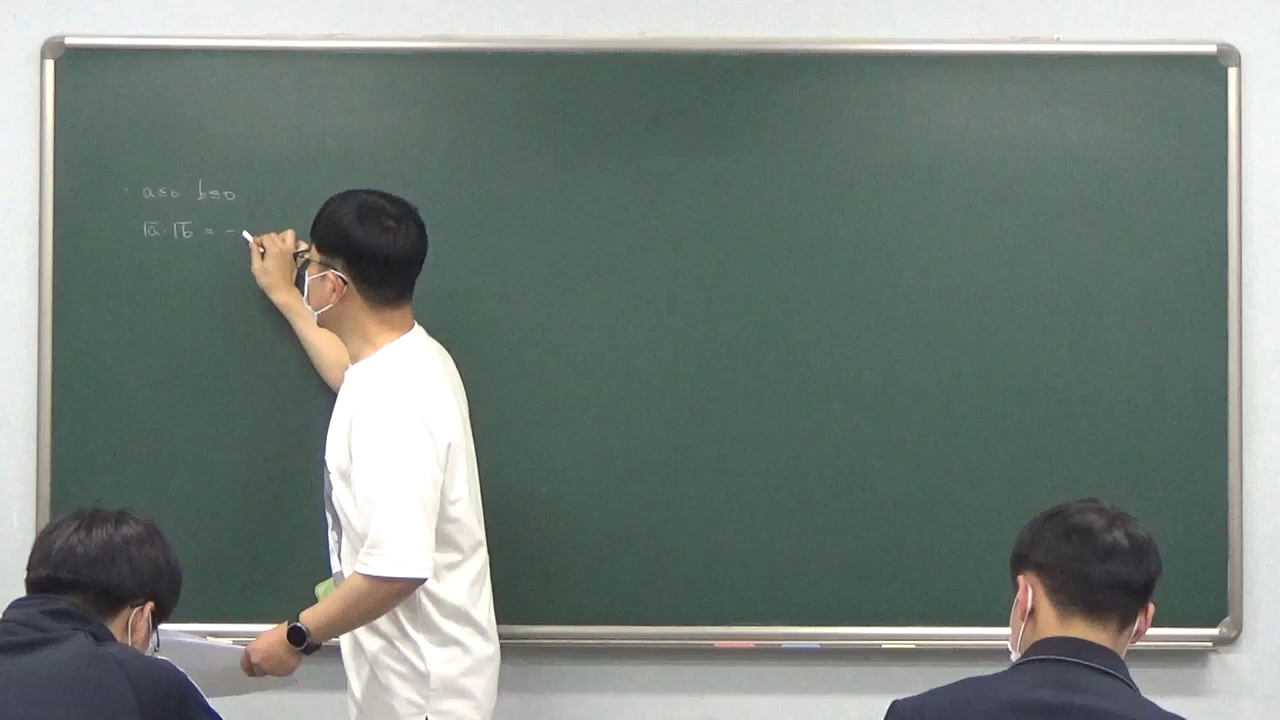 a≤0 b≤0
√a·√b = -